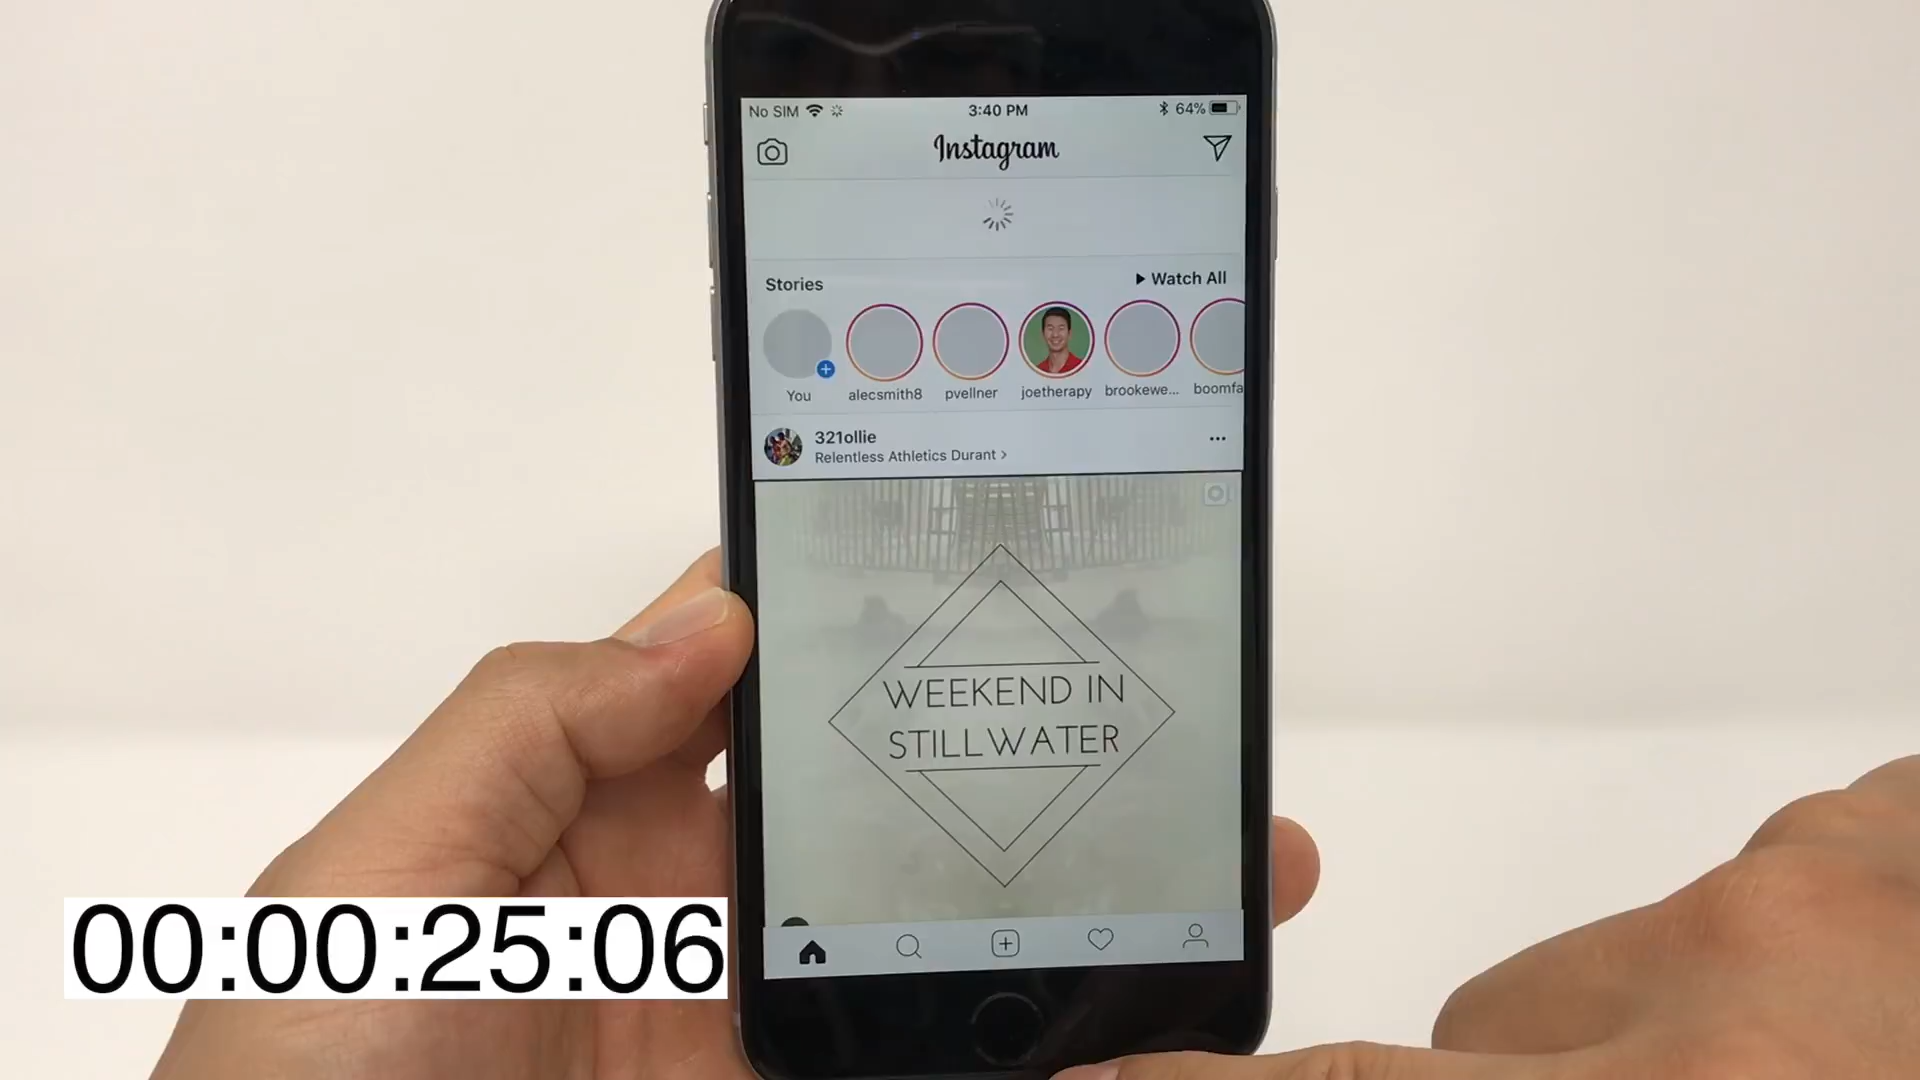 No SIM 3:40 PM 64%
Instagram
Stories Watch All
You alecsmith8 pvellner joetherapy brookewe... boomfa
321ollie
Relentless Athletics Durant >
WEEKEND IN
STILLWATER
00:00:25:06